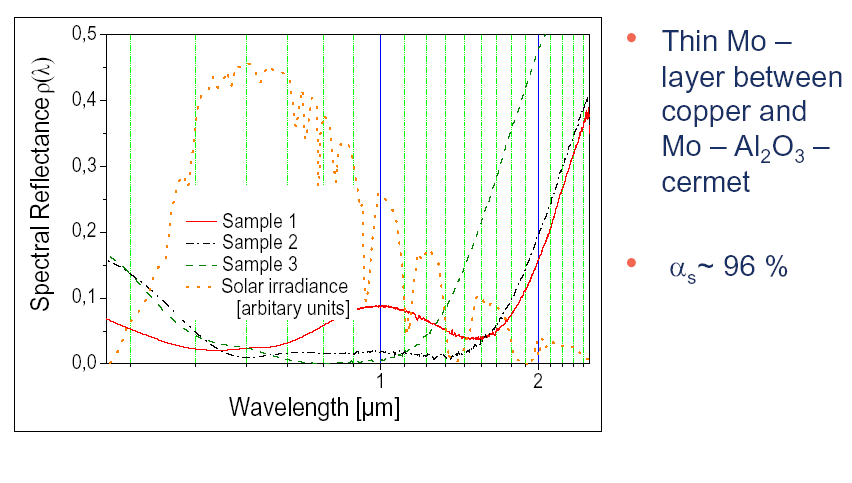 0,5
0,4
0,3
0,2
0,1
0,0
Spectral Reflectance ρ(λ)
Sample 1
Sample 2
Sample 3
Solar irradiance
[arbitary units]
1
2
Wavelength [µm]
• Thin Mo –
layer between
copper and
Mo – Al₂O₃ –
cermet
• αₛ~ 96 %